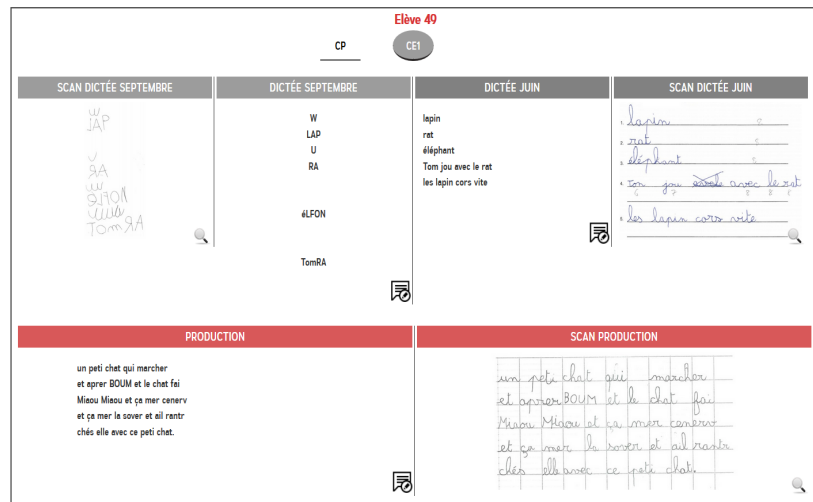 Elève 49
CP
CE1
SCAN DICTÉE SEPTEMBRE
DICTÉE SEPTEMBRE
DICTÉE JUIN
SCAN DICTÉE JUIN
W
LAP
U
RA
éLFON
TomRA
lapin
rat
éléphant
Tom jou avec le rat
les lapin cors vite
1. lapin
2. rat
3. éléphant
4. Tom jou avec le rat
5. les lapin cors vite
PRODUCTION
SCAN PRODUCTION
un peti chat qui marcher
et aprer BOUM et le chat fai
Miaou Miaou et ça mer cenerv
et ça mer la sover et ail rantr
chés elle avec ce peti chat.
un peti chat qui marcher
et aprer BOUM et le chat fai
Miaou Miaou et ça mer cenerv
et ça mer la sover et ail rantr
chés elle avec ce peti chat.